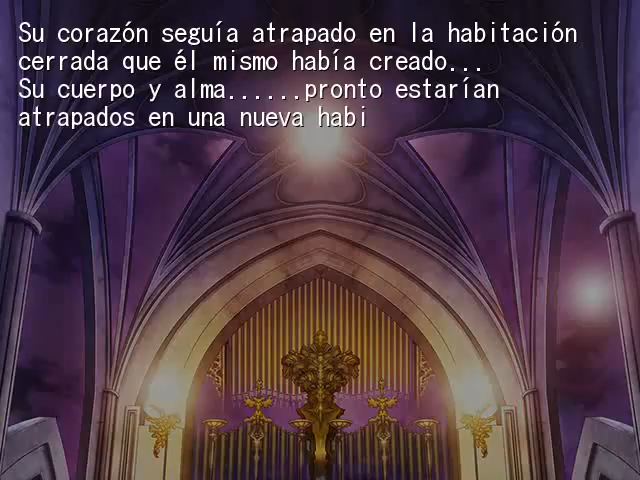 Su corazón seguía atrapado en la habitación
cerrada que él mismo había creado...
Su cuerpo y alma......pronto estarían
atrapados en una nueva habi